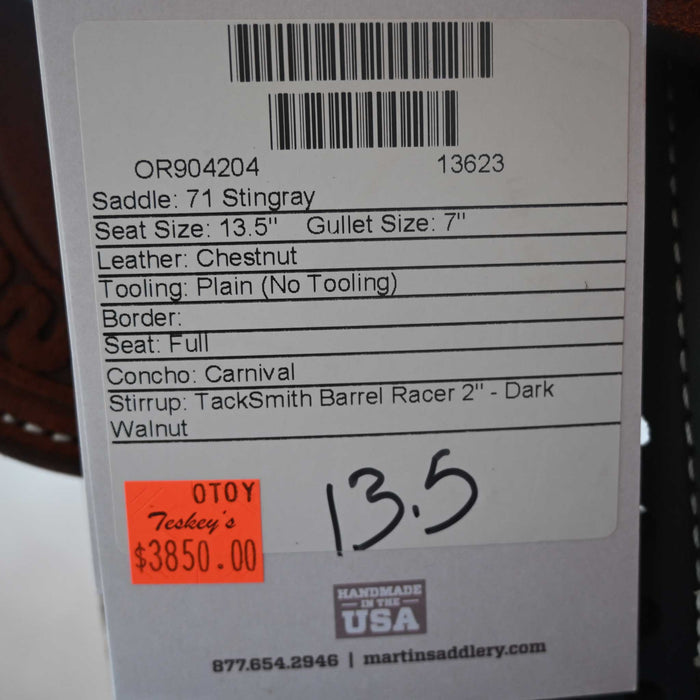 OR904204 13623
Saddle: 71 Stingray
Seat Size: 13.5" Gullet Size: 7"
Leather: Chestnut
Tooling: Plain (No Tooling)
Border:
Seat: Full
Concho: Carnival
Stirrup: TackSmith Barrel Racer 2" - Dark
Walnut
13.5
OTOY
Teskey's
$3850.00
HANDMADE
IN THE
USA
877.654.2946 | martinsaddlery.com